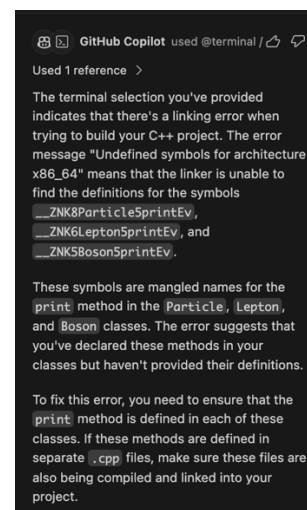 GitHub Copilot used @terminal /
Used 1 reference >
The terminal selection you've provided
indicates that there's a linking error when
trying to build your C++ project. The error
message "Undefined symbols for architecture
x86_64" means that the linker is unable to
find the definitions for the symbols
__ZNK8Particle5printEv,
__ZNK6Lepton5printEv, and
__ZNK5Boson5printEv.
These symbols are mangled names for the
print method in the Particle, Lepton,
and Boson classes. The error suggests that
you've declared these methods in your
classes but haven't provided their definitions.
To fix this error, you need to ensure that the
print method is defined in each of these
classes. If these methods are defined in
separate .cpp files, make sure these files are
also being compiled and linked into your
project.